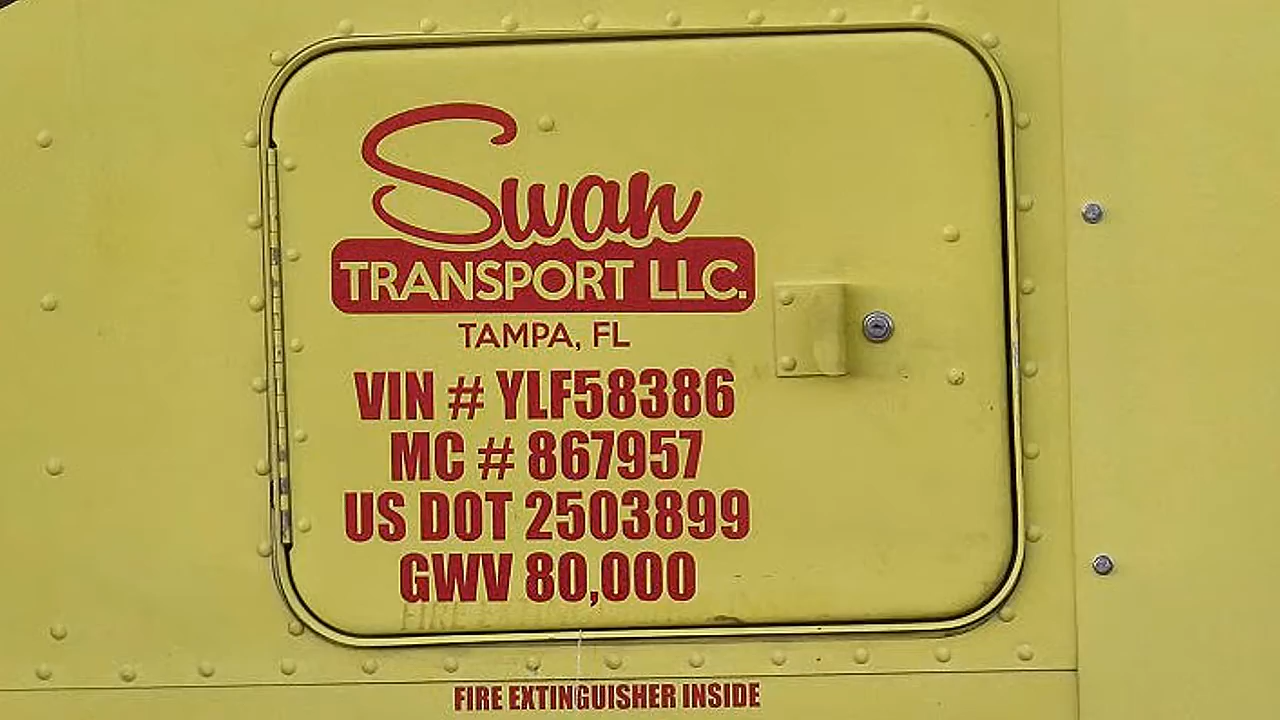 Swan
TRANSPORT LLC.
TAMPA, FL
VIN # YLF58386
MC # 867957
US DOT 2503899
GWV 80,000
FIRE EXTINGUISHER INSIDE